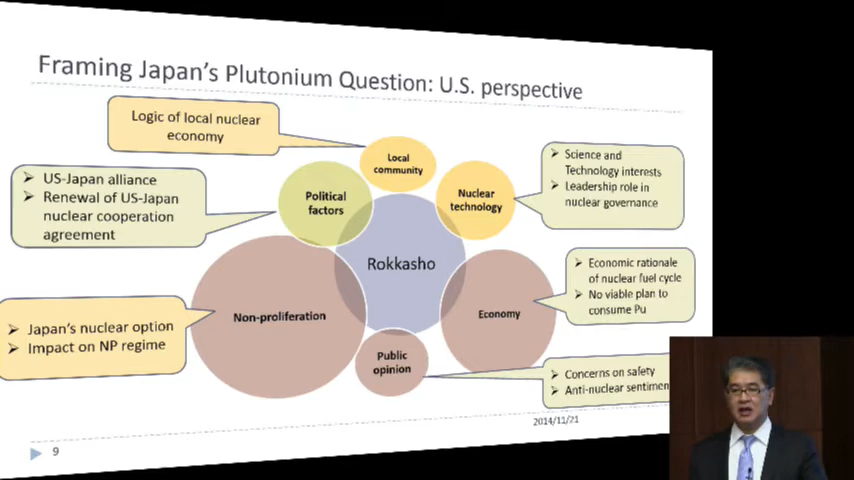 Framing Japan's Plutonium Question: U.S. perspective
Logic of local nuclear
economy
Local
community
Science and
Technology interests
Leadership role in
nuclear governance
US-Japan alliance
Renewal of US-Japan
nuclear cooperation
agreement
Political
factors
Nuclear
technology
Rokkasho
Economic rationale
of nuclear fuel cycle
No viable plan to
consume Pu
Non-proliferation
Economy
Japan's nuclear option
Impact on NP regime
Public
opinion
Concerns on safety
Anti-nuclear sentimen
2014/11/21
9